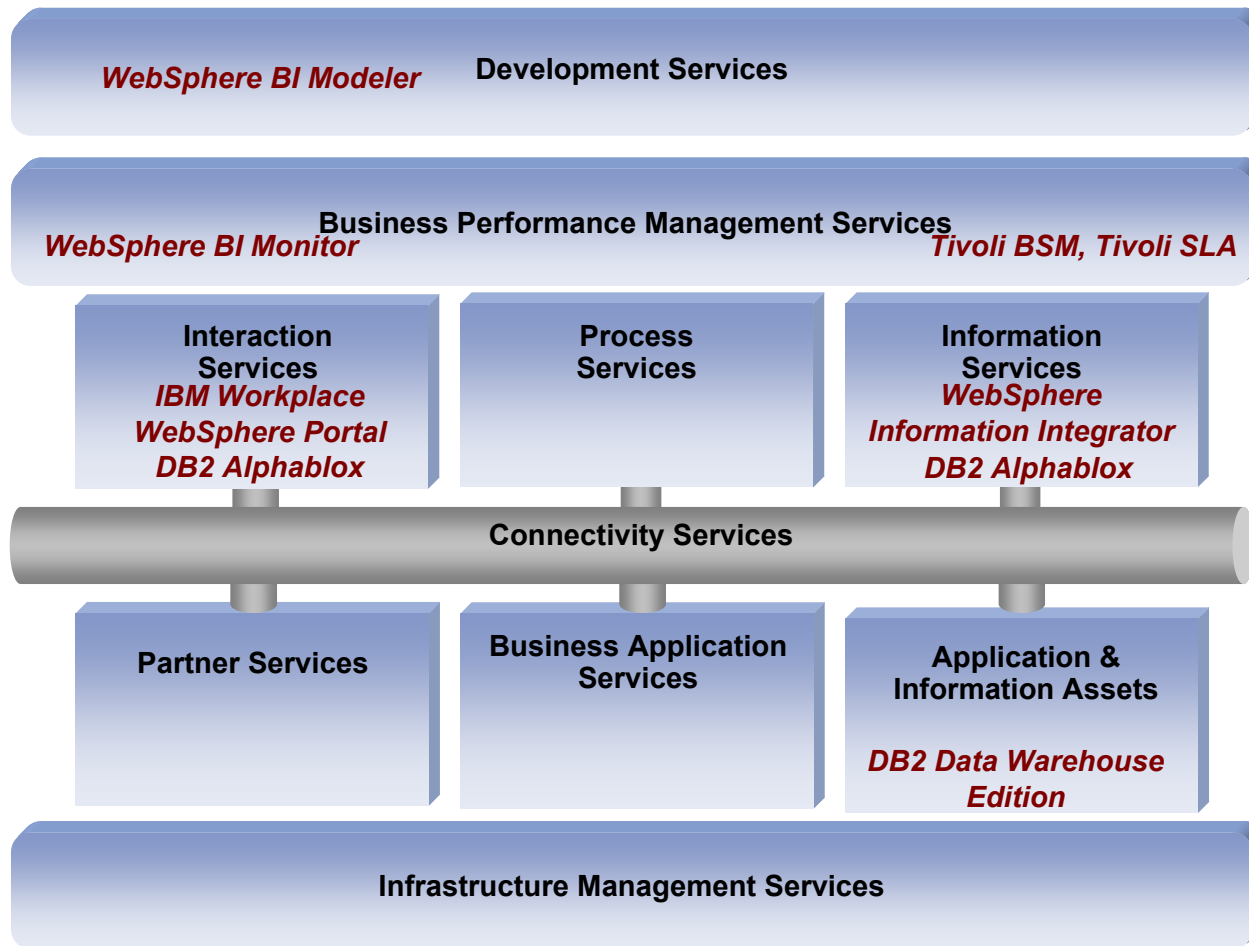 Development Services
WebSphere BI Modeler
Business Performance Management Services
WebSphere BI Monitor
Tivoli BSM, Tivoli SLA
Interaction
Services
IBM Workplace
WebSphere Portal
DB2 Alphablox
Process
Services
Information
Services
WebSphere
Information Integrator
DB2 Alphablox
Connectivity Services
Partner Services
Business Application
Services
Application &
Information Assets
DB2 Data Warehouse
Edition
Infrastructure Management Services